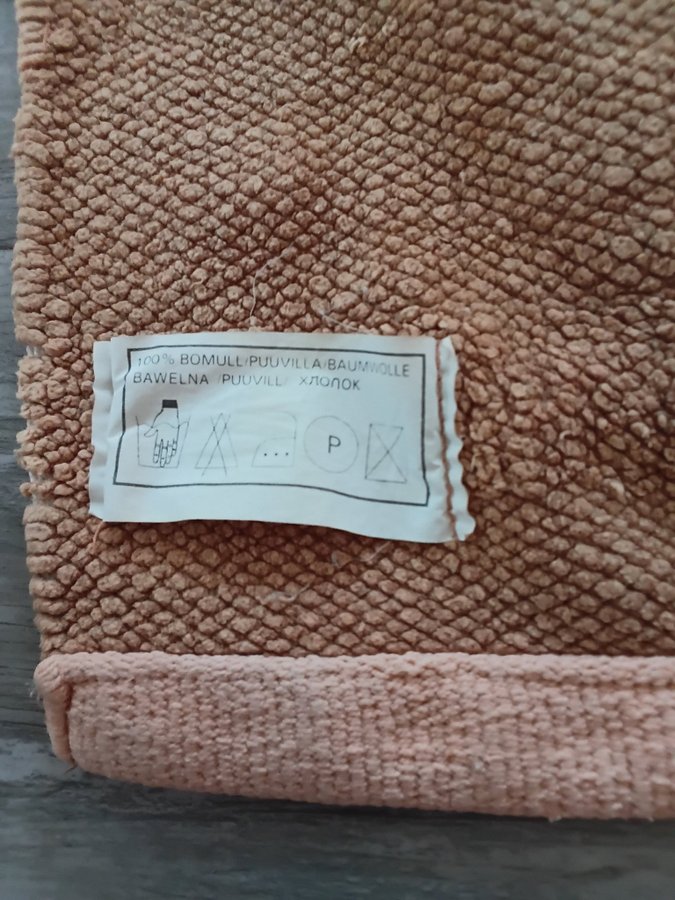 100% BOMULL/PUUVILLA/BAUMWOLLE
BAWELNA /PUUVILL/ ХЛОПОК
P